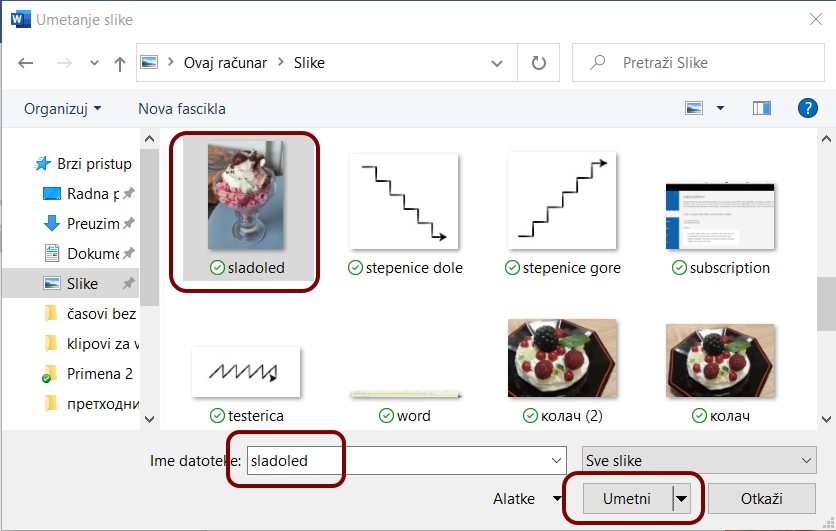 Umetanje slike
Ovaj računar Slike
Pretraži Slike
Organizuj Nova fascikla
Brzi pristup
Radna p
Preuzim
Dokume
Slike
časovi bez
klipovi za v
Primena 2
претходни
sladoled stepenice dole stepenice gore subscription
testerica word колач (2) колач
Ime datoteke: sladoled Sve slike
Alatke Umetni Otkaži